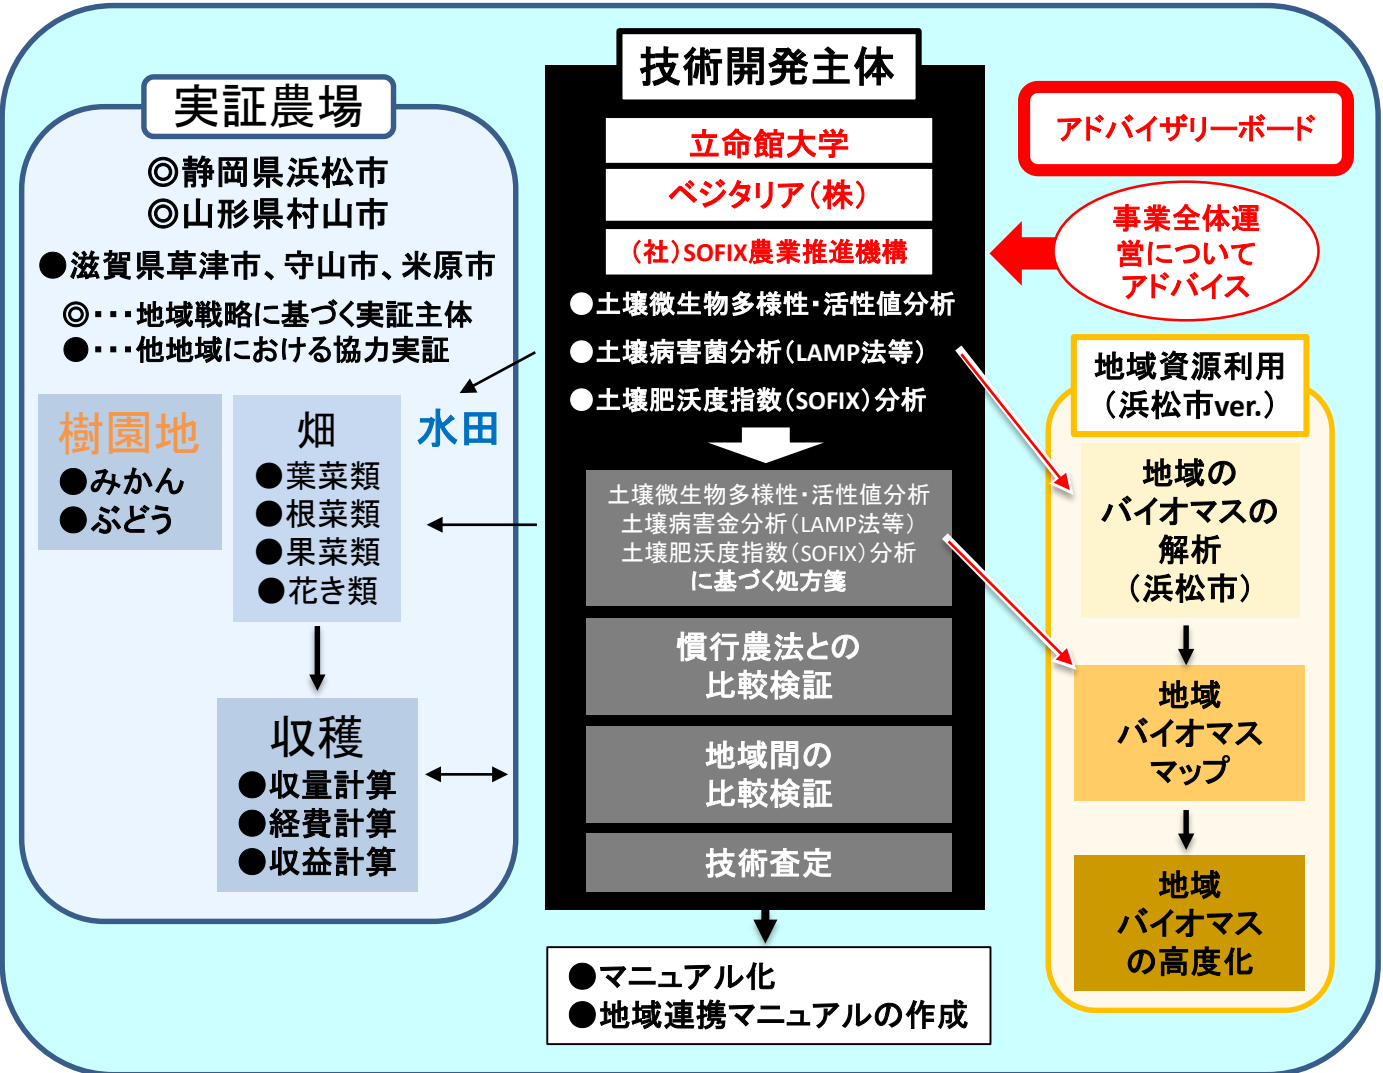 実証農場
◎静岡県浜松市
◎山形県村山市
●滋賀県草津市、守山市、米原市
◎・・・地域戦略に基づく実証主体
●・・・他地域における協力実証
樹園地
●みかん
●ぶどう
畑
●葉菜類
●根菜類
●果菜類
●花き類
水田
収穫
●収量計算
●経費計算
●収益計算
技術開発主体
立命館大学
ベジタリア（株）
（社）SOFIX農業推進機構
●土壌微生物多様性・活性値分析
●土壌病害菌分析（LAMP法等）
●土壌肥沃度指数（SOFIX）分析
土壌微生物多様性・活性値分析
土壌病害金分析（LAMP法等）
土壌肥沃度指数（SOFIX）分析
に基づく処方箋
慣行農法との
比較検証
地域間の
比較検証
技術査定
●マニュアル化
●地域連携マニュアルの作成
アドバイザリーボード
事業全体運
営について
アドバイス
地域資源利用
（浜松市ver.）
地域の
バイオマスの
解析
（浜松市）
地域
バイオマス
マップ
地域
バイオマス
の高度化